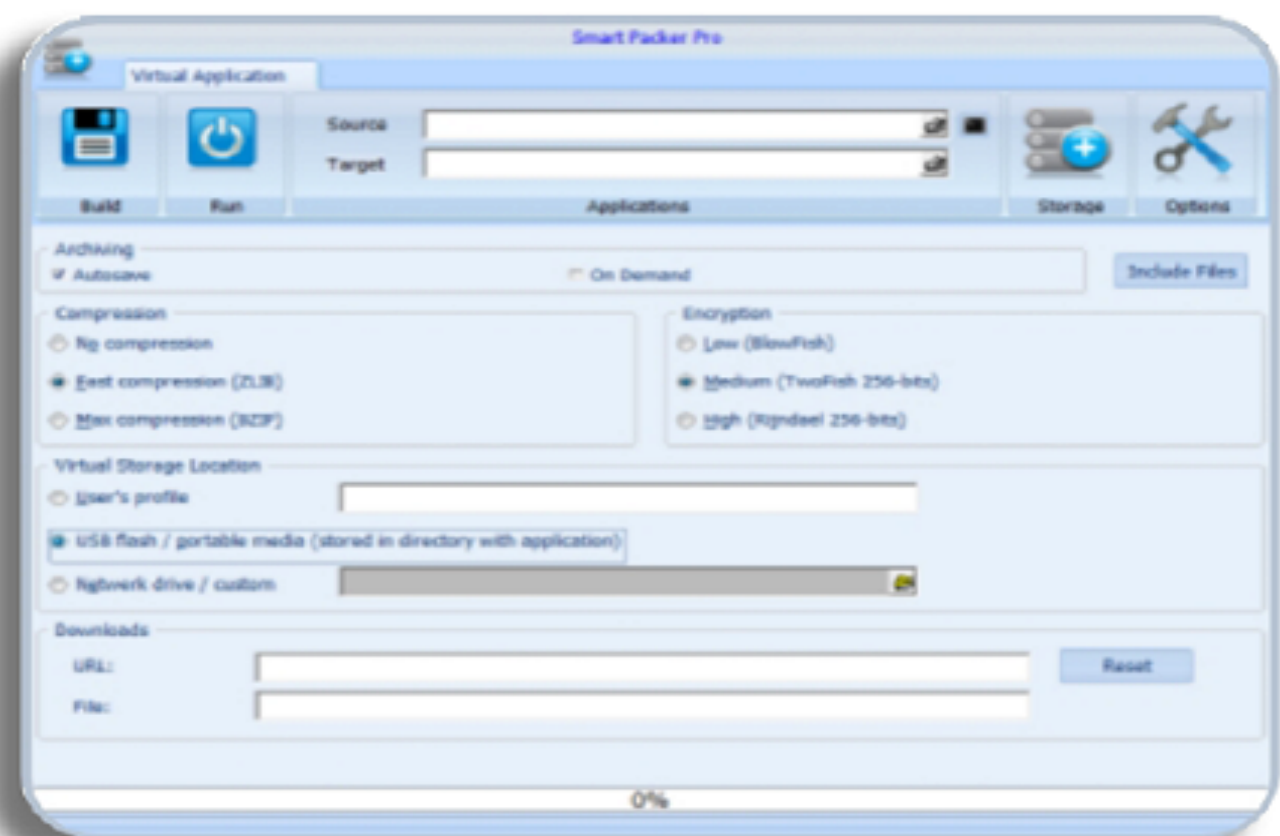 Smart Packer Pro
Virtual Application
Source
Target
Build
Run
Applications
Storage
Options
Archiving
Autosave
On Demand
Include Files
Compression
No compression
Fast compression (ZLIB)
Max compression (BZIP)
Encryption
Low (BlowFish)
Medium (TwoFish 256-bits)
High (Rijndael 256-bits)
Virtual Storage Location
User's profile
USB flash / portable media (stored in directory with application)
Network drive / custom
Downloads
URL:
Reset
File:
0%